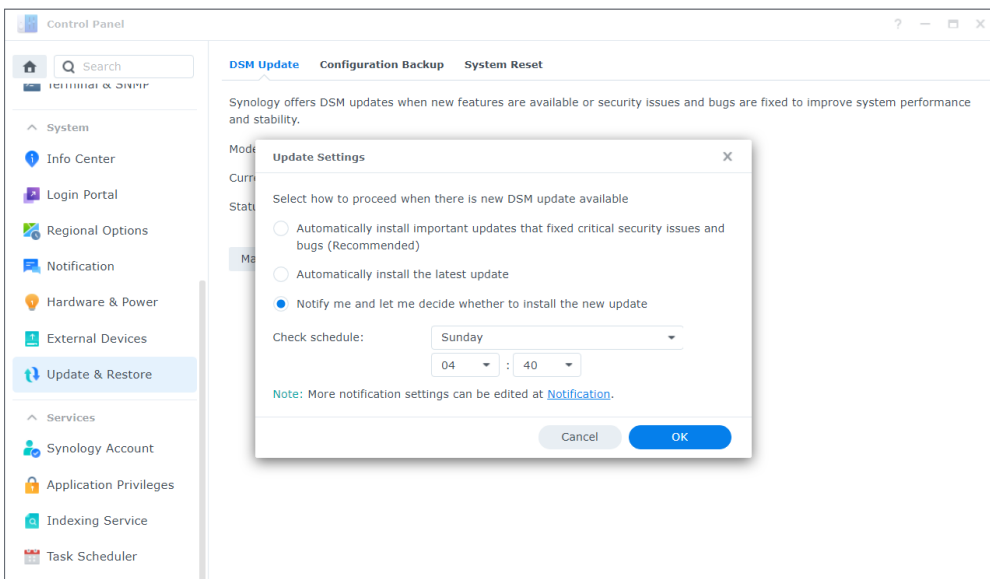 Control Panel
Search
Terminal & SNMP
System
Info Center
Login Portal
Regional Options
Notification
Hardware & Power
External Devices
Update & Restore
Services
Synology Account
Application Privileges
Indexing Service
Task Scheduler
DSM Update Configuration Backup System Reset
Synology offers DSM updates when new features are available or security issues and bugs are fixed to improve system performance
and stability.
Update Settings
Select how to proceed when there is new DSM update available
Automatically install important updates that fixed critical security issues and
bugs (Recommended)
Automatically install the latest update
Notify me and let me decide whether to install the new update
Check schedule: Sunday
04 : 40
Note: More notification settings can be edited at Notification.
Cancel OK